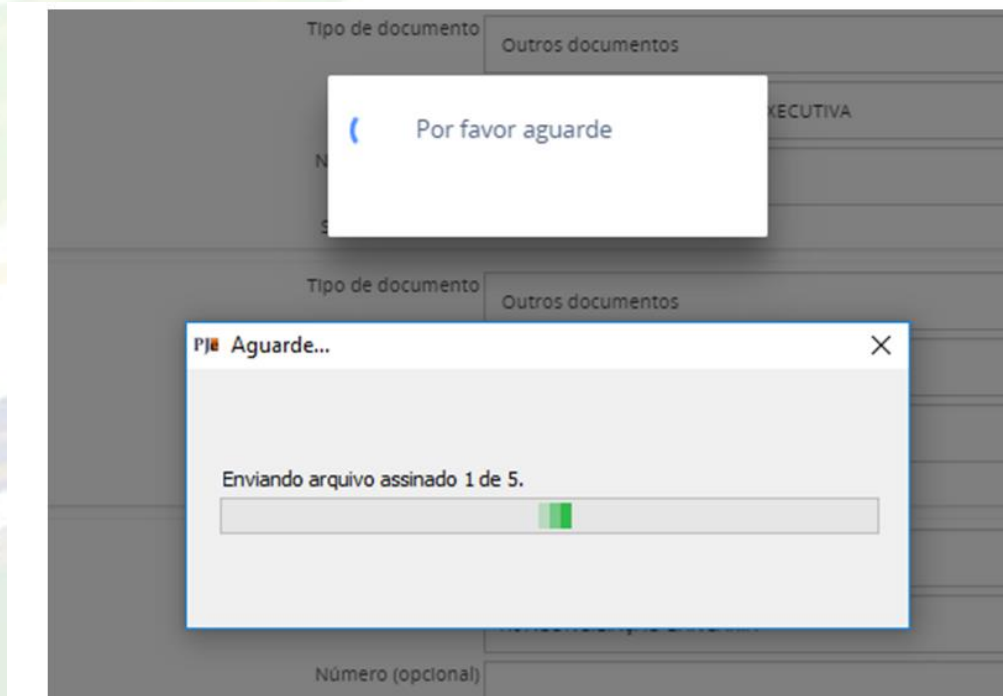 Tipo de documento
Outros documentos
Por favor aguarde
XECUTIVA
N
S
Tipo de documento
Outros documentos
PJe Aguarde...
Enviando arquivo assinado 1 de 5.
Número (opcional)